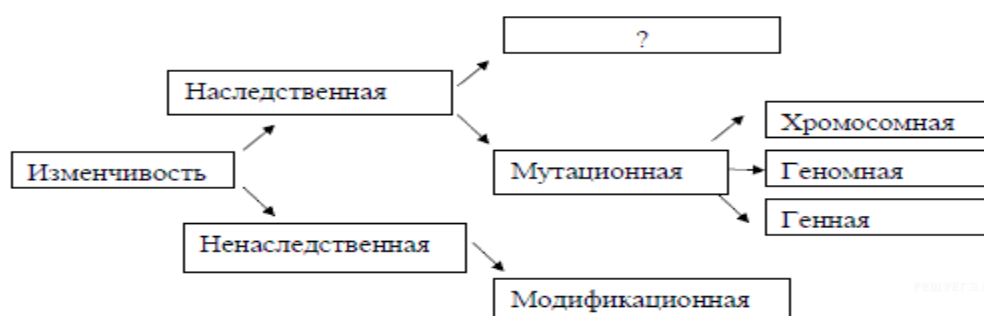 ?
Наследственная
Хромосомная
Изменчивость
Мутационная
Геномная
Генная
Ненаследственная
Модификационная